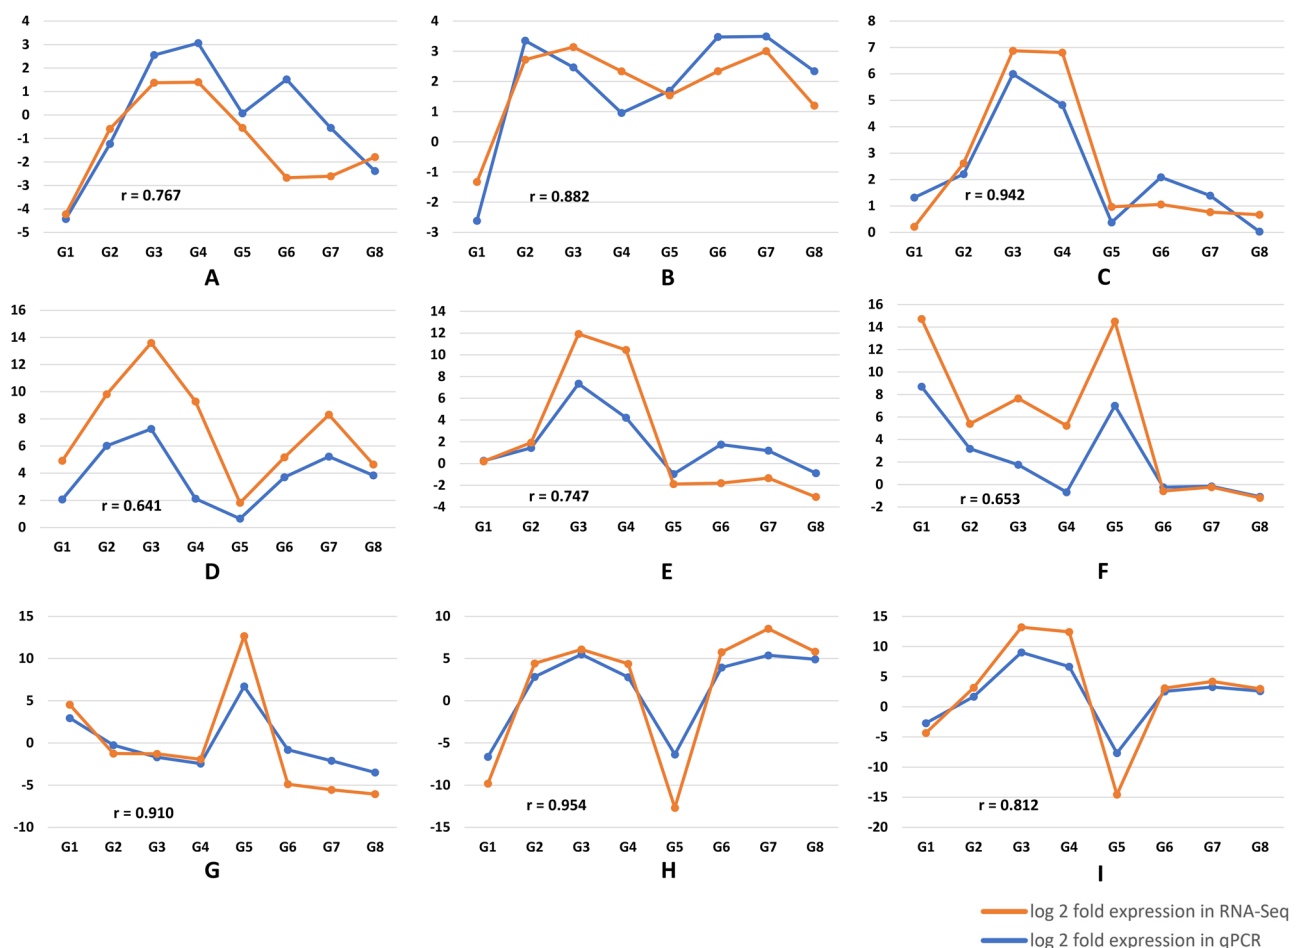 4
3
2
1
0
-1
-2
-3
-4
-5
r = 0.767
G1 G2 G3 G4 G5 G6 G7 G8
A
4
3
2
1
0
-1
-2
-3
r = 0.882
G1 G2 G3 G4 G5 G6 G7 G8
B
8
7
6
5
4
3
2
1
0
r = 0.942
G1 G2 G3 G4 G5 G6 G7 G8
C
16
14
12
10
8
6
4
2
0
r = 0.641
G1 G2 G3 G4 G5 G6 G7 G8
D
14
12
10
8
6
4
2
0
-2
-4
r = 0.747
G1 G2 G3 G4 G5 G6 G7 G8
E
16
14
12
10
8
6
4
2
0
-2
r = 0.653
G1 G2 G3 G4 G5 G6 G7 G8
F
15
10
5
0
-5
-10
r = 0.910
G1 G2 G3 G4 G5 G6 G7 G8
G
10
5
0
-5
-10
-15
r = 0.954
G1 G2 G3 G4 G5 G6 G7 G8
H
15
10
5
0
-5
-10
-15
-20
r = 0.812
G1 G2 G3 G4 G5 G6 G7 G8
I
log 2 fold expression in RNA-Seq
log 2 fold expression in qPCR